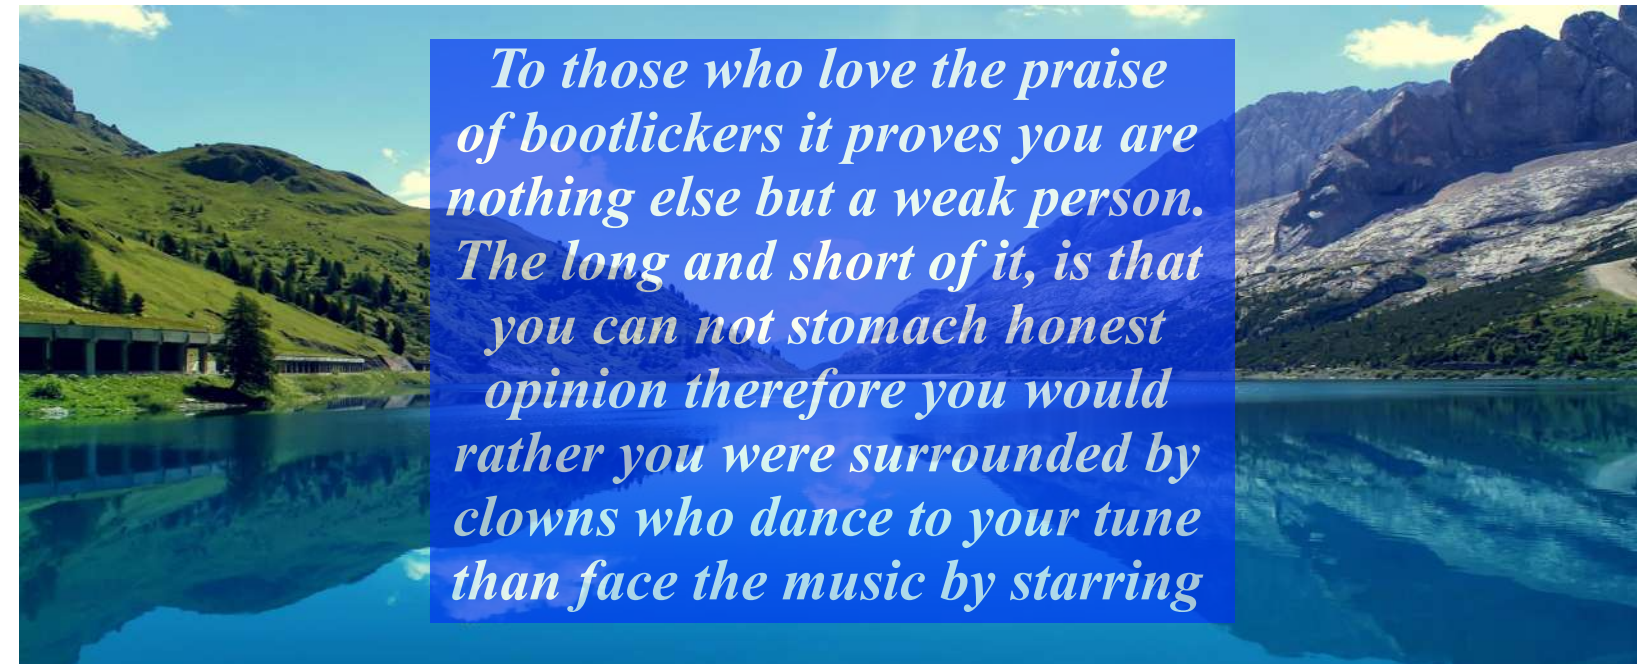 To those who love the praise
of bootlickers it proves you are
nothing else but a weak person.
The long and short of it, is that
you can not stomach honest
opinion therefore you would
rather you were surrounded by
clowns who dance to your tune
than face the music by starring